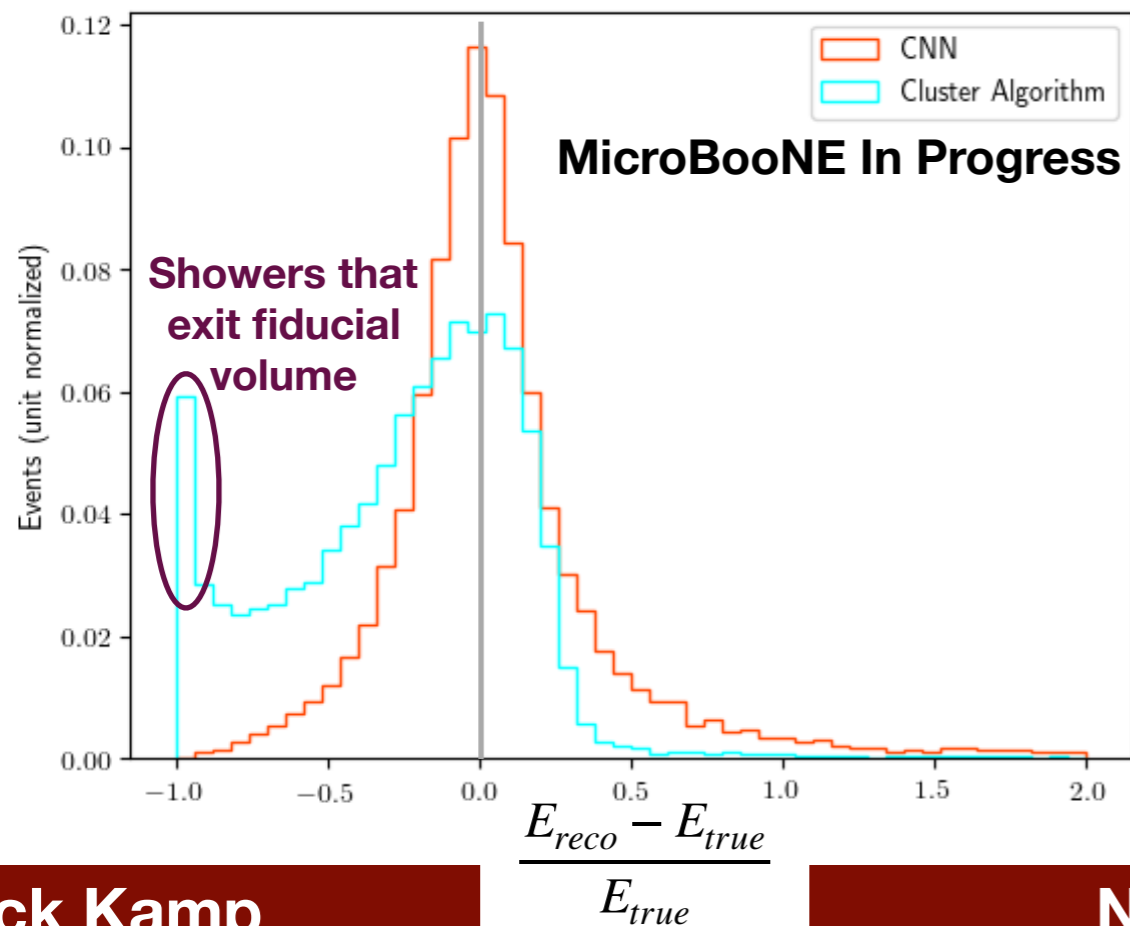 0.12
0.10
0.08
0.06
0.04
0.02
0.00
Events (unit normalized)
CNN
Cluster Algorithm
MicroBooNE In Progress
Showers that
exit fiducial
volume
−1.0 −0.5 0.0 0.5 1.0 1.5 2.0
E_reco − E_true
E_true
ck Kamp
N